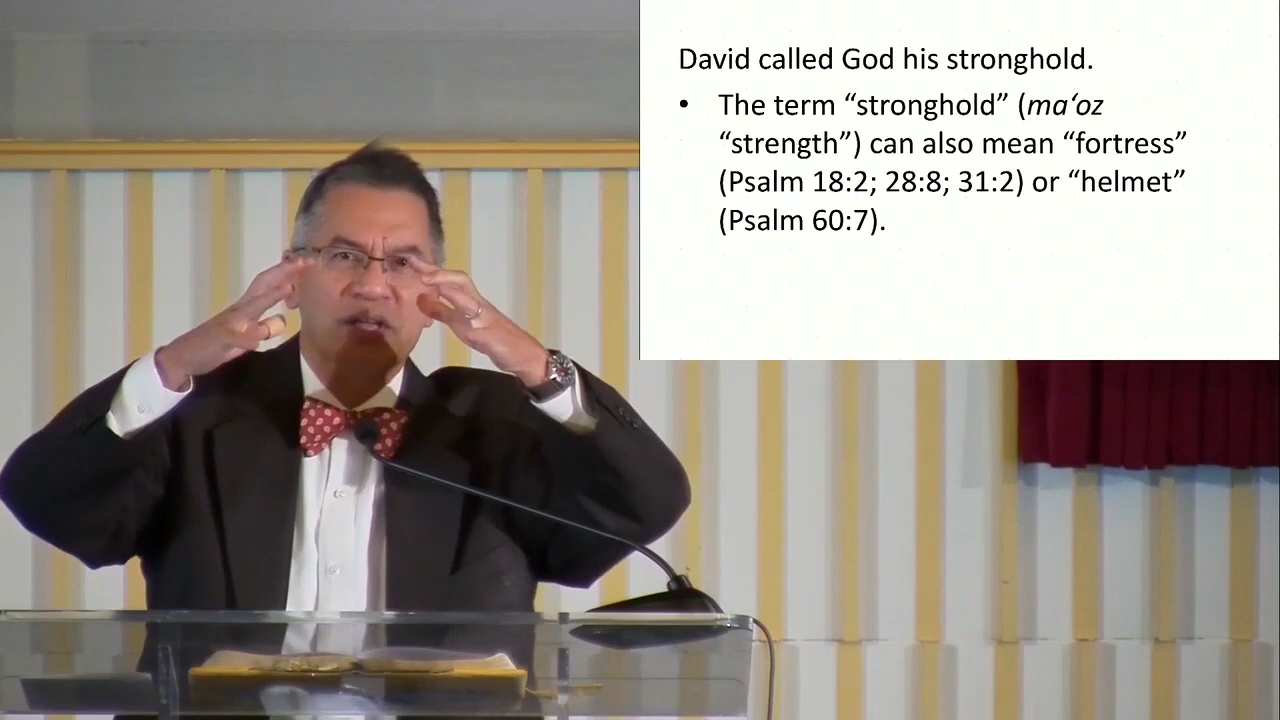 David called God his stronghold.
• The term “stronghold” (ma‘oz
“strength”) can also mean “fortress”
(Psalm 18:2; 28:8; 31:2) or “helmet”
(Psalm 60:7).